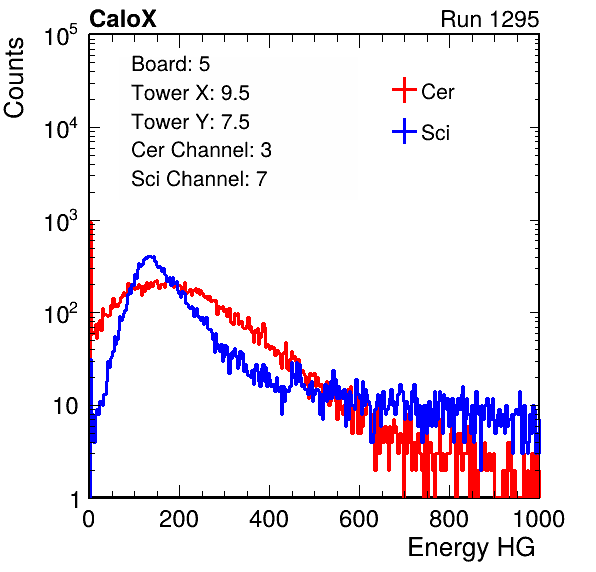 CaloX Run 1295
Counts
10^5
10^4
10^3
10^2
10
1
Board: 5
Tower X: 9.5
Tower Y: 7.5
Cer Channel: 3
Sci Channel: 7
Cer
Sci
0 200 400 600 800 1000
Energy HG